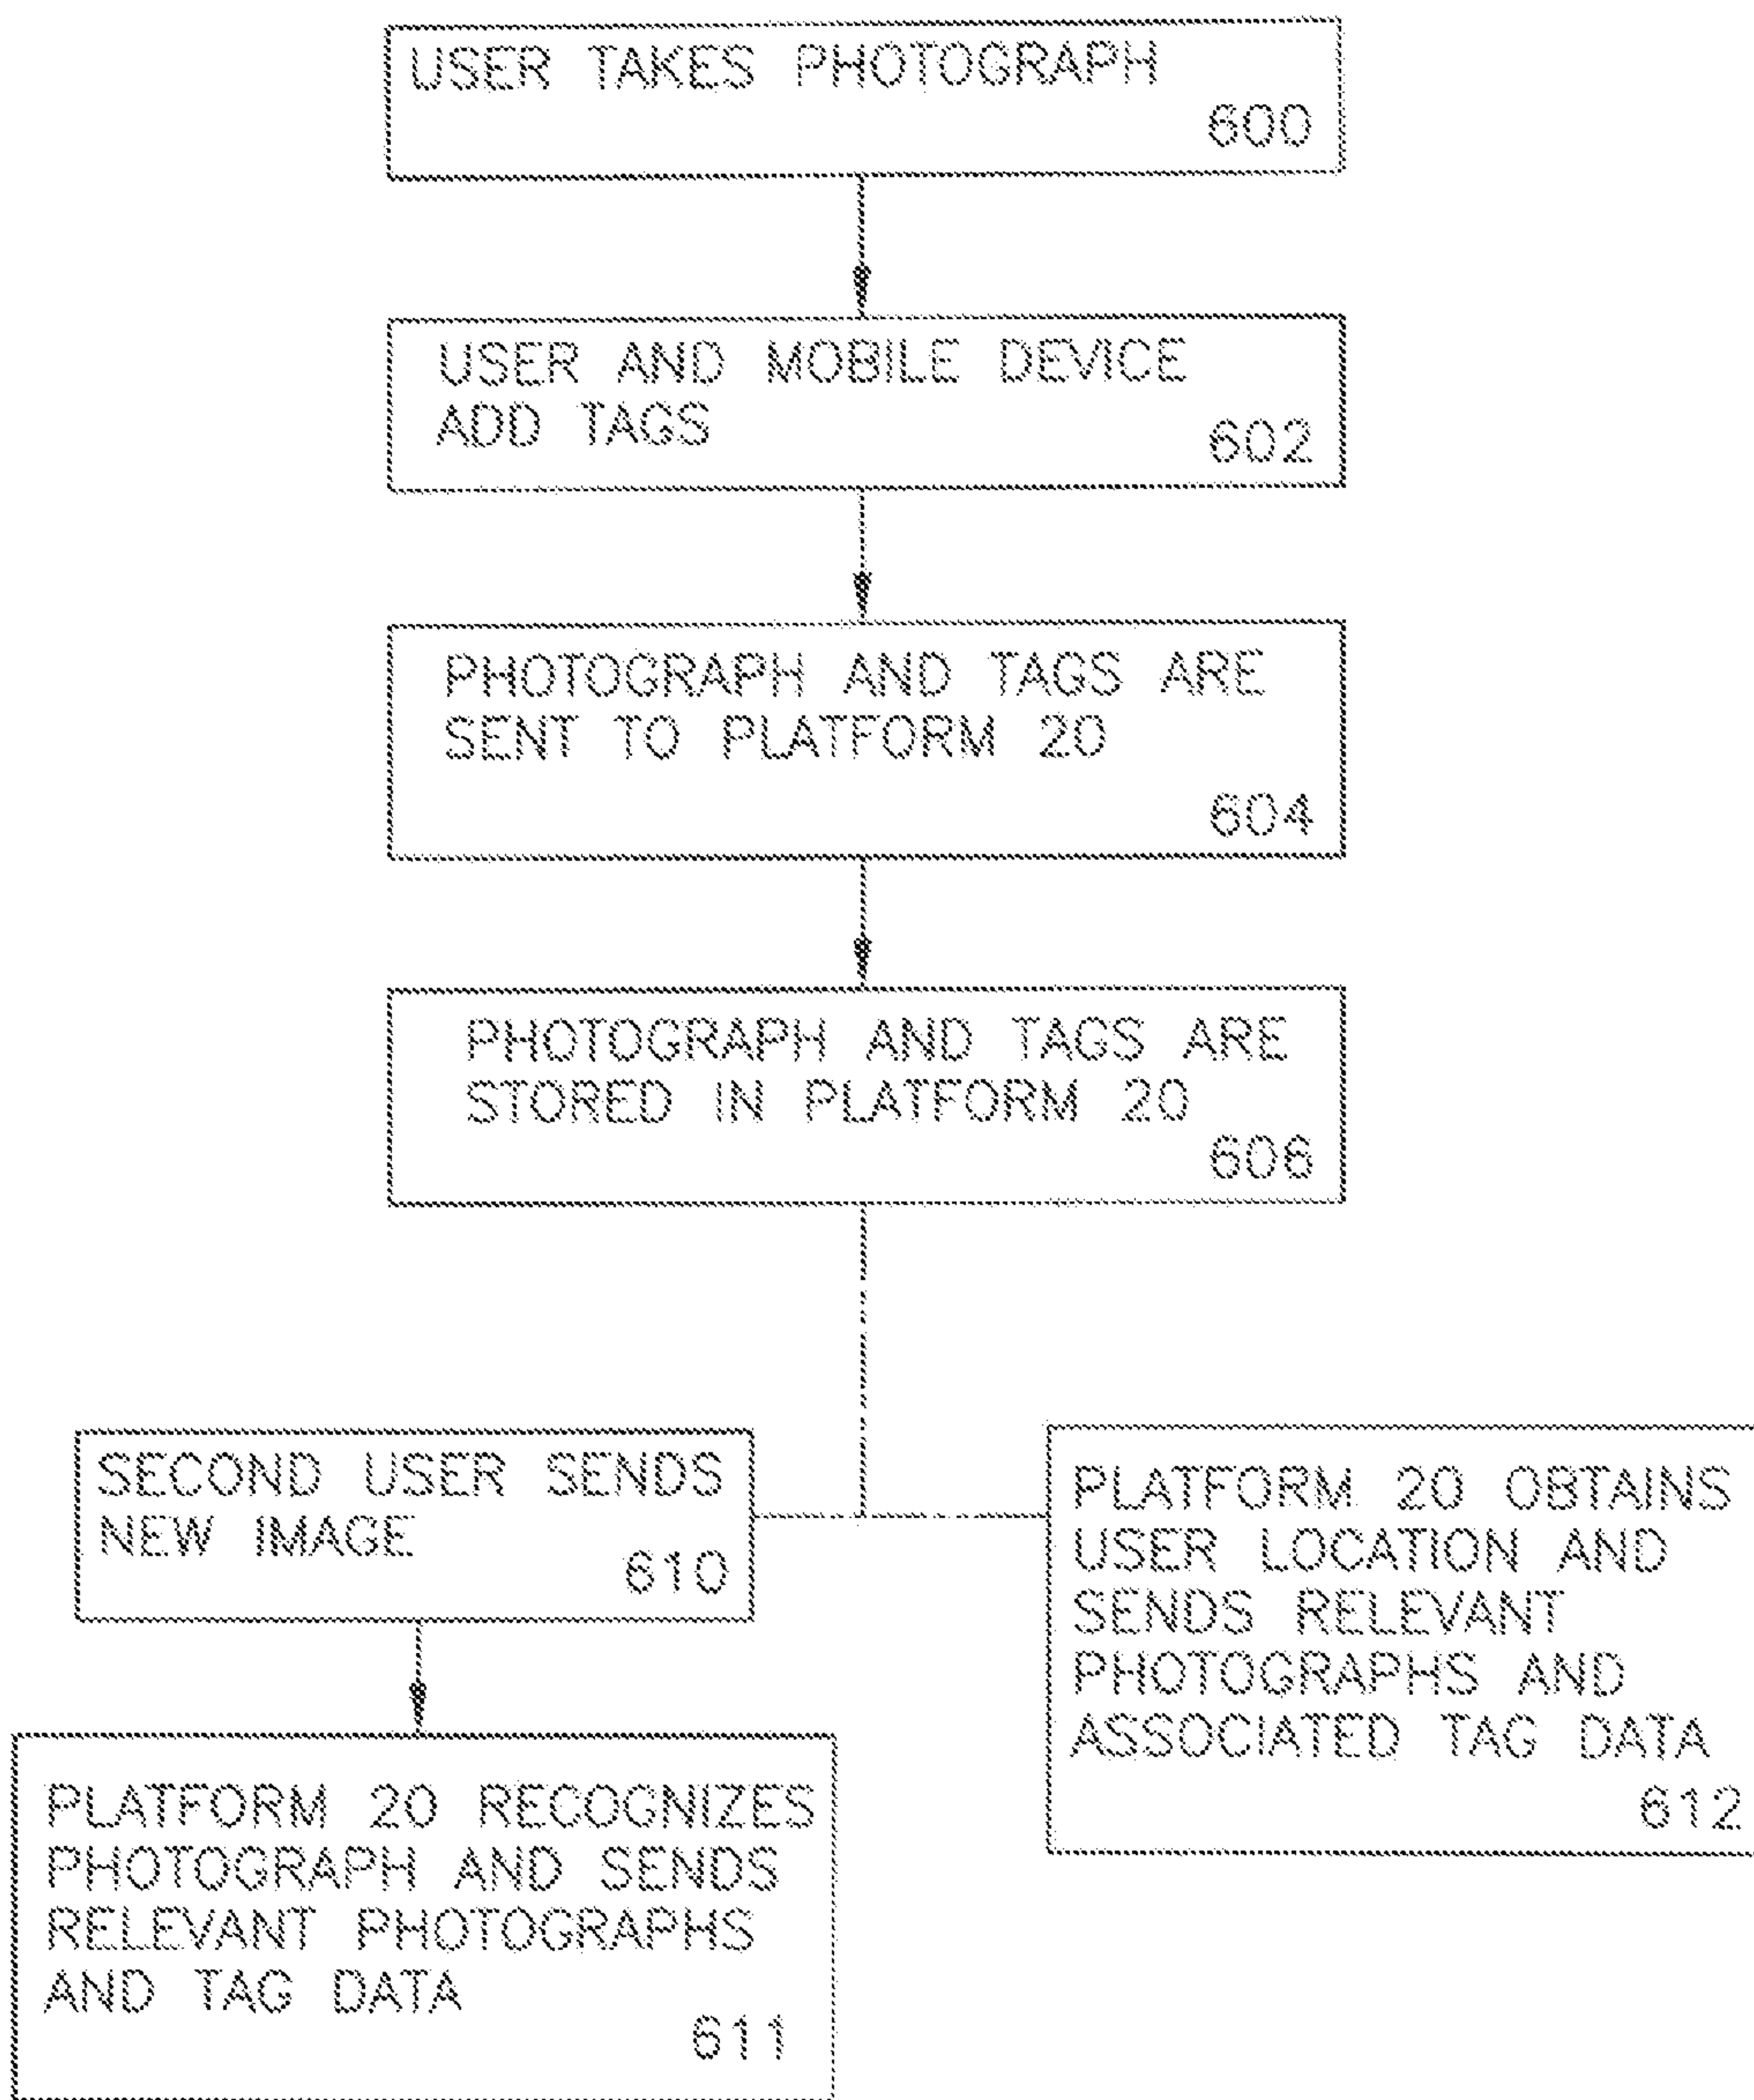 USER TAKES PHOTOGRAPH
600
USER AND MOBILE DEVICE
ADD TAGS
602
PHOTOGRAPH AND TAGS ARE
SENT TO PLATFORM 20
604
PHOTOGRAPH AND TAGS ARE
STORED IN PLATFORM 20
606
SECOND USER SENDS
NEW IMAGE
610
PLATFORM 20 RECOGNIZES
PHOTOGRAPH AND SENDS
RELEVANT PHOTOGRAPHS
AND TAG DATA
611
PLATFORM 20 OBTAINS
USER LOCATION AND
SENDS RELEVANT
PHOTOGRAPHS AND
ASSOCIATED TAG DATA
612